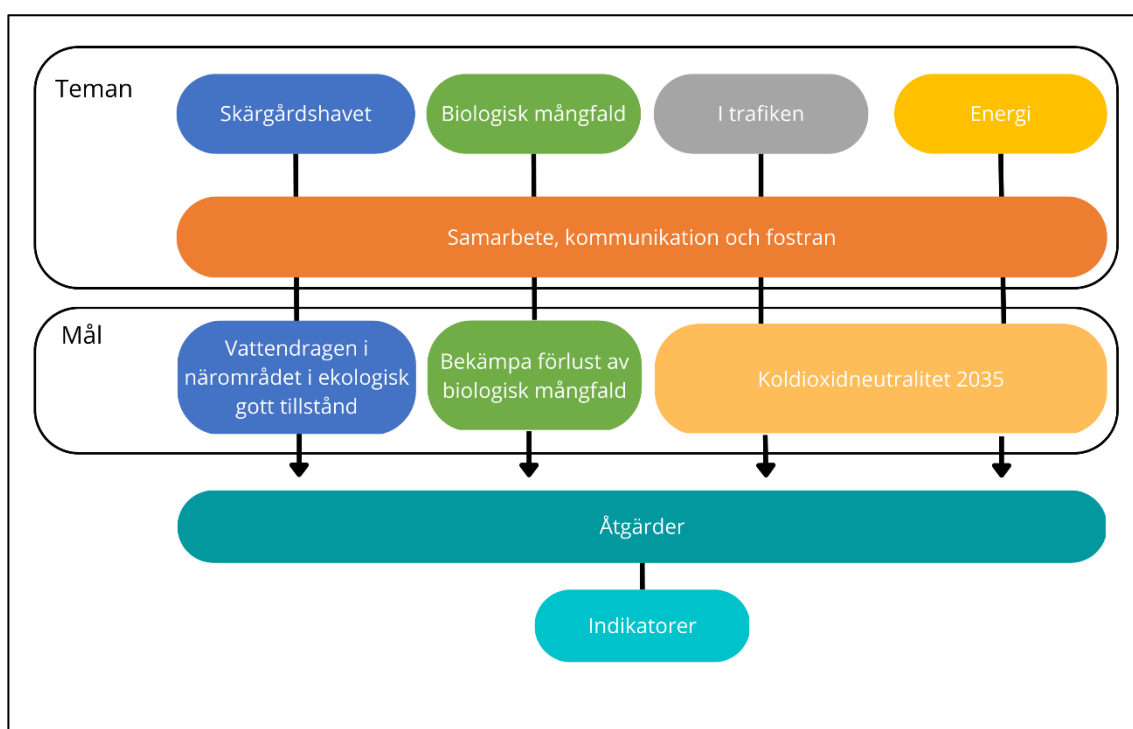 Teman
Skärgårdshavet
Biologisk mångfald
I trafiken
Energi
Samarbete, kommunikation och fostran
Mål
Vattendragen i
närområdet i ekologisk
gott tillstånd
Bekämpa förlust av
biologisk mångfald
Koldioxidneutralitet 2035
Åtgärder
Indikatorer